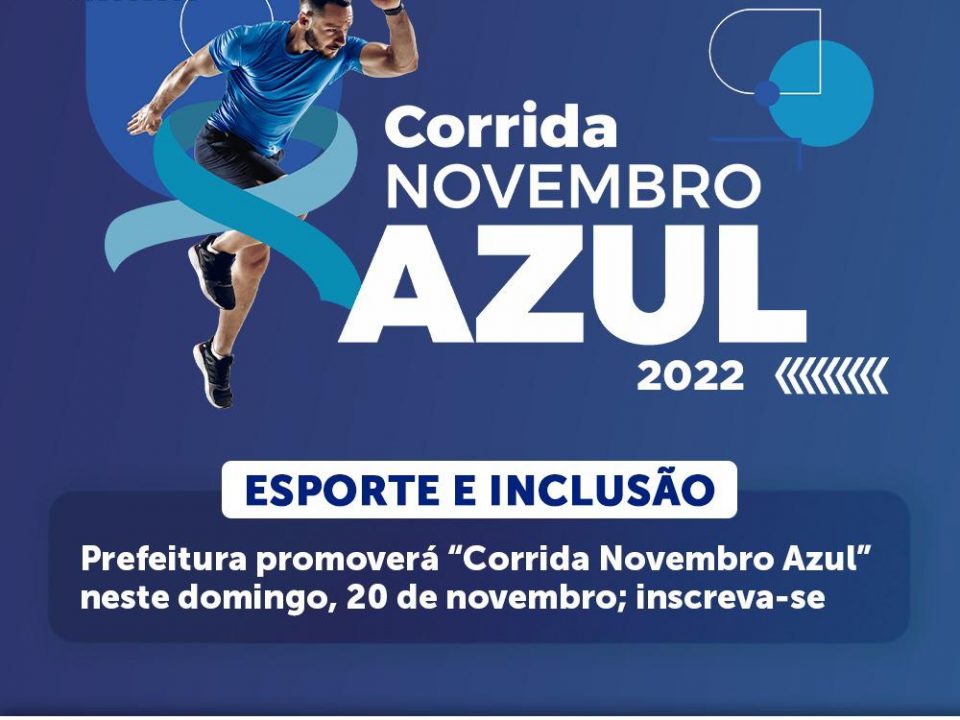 Corrida
NOVEMBRO
AZUL
2022
ESPORTE E INCLUSÃO
Prefeitura promoverá “Corrida Novembro Azul”
neste domingo, 20 de novembro; inscreva-se